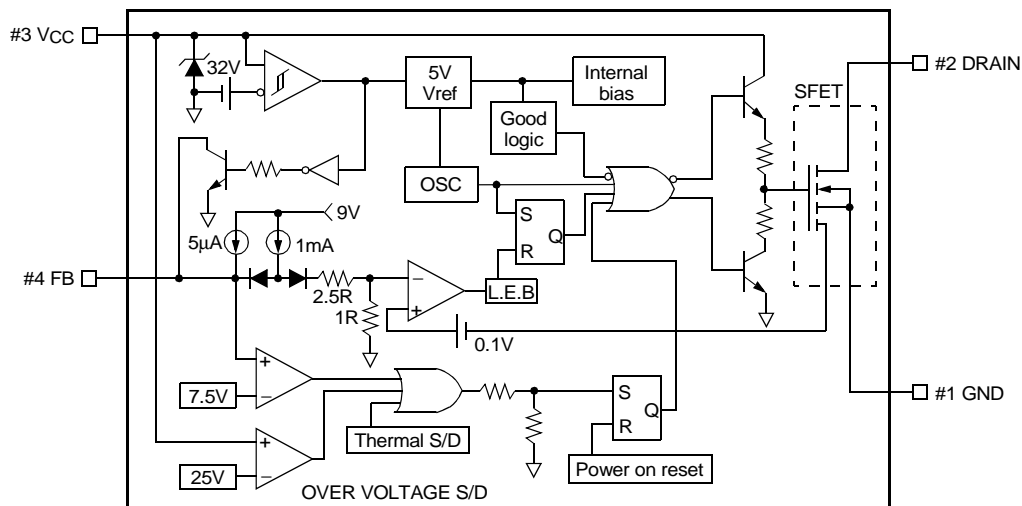 #3 VCC
32V
5V
Vref
Internal
bias
Good
logic
OSC
#2 DRAIN
SFET
9V
5μA
1mA
S
R
Q
#4 FB
2.5R
1R
−
+
L.E.B
0.1V
+
−
7.5V
Thermal S/D
S
R
Q
#1 GND
+
−
25V
Power on reset
OVER VOLTAGE S/D